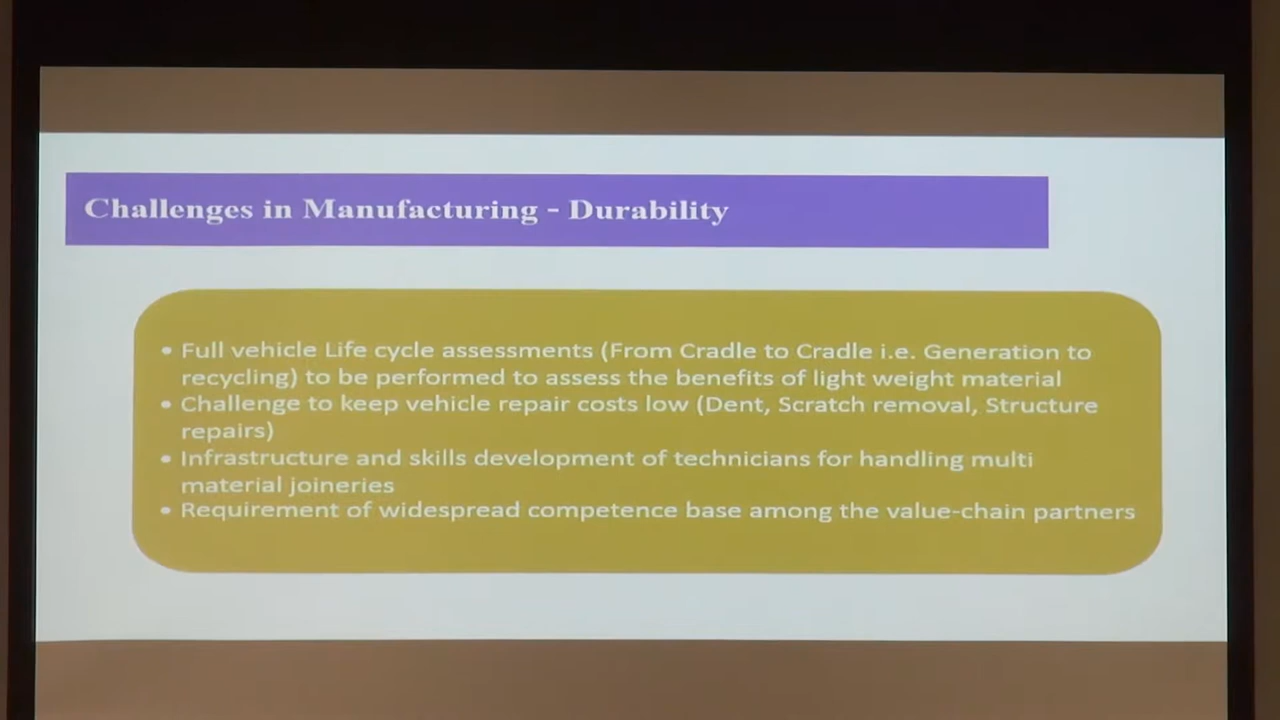 Challenges in Manufacturing - Durability
• Full vehicle Life cycle assessments (From Cradle to Cradle i.e. Generation to
recycling) to be performed to assess the benefits of light weight material
• Challenge to keep vehicle repair costs low (Dent, Scratch removal, Structure
repairs)
• Infrastructure and skills development of technicians for handling multi
material joineries
• Requirement of widespread competence base among the value-chain partners